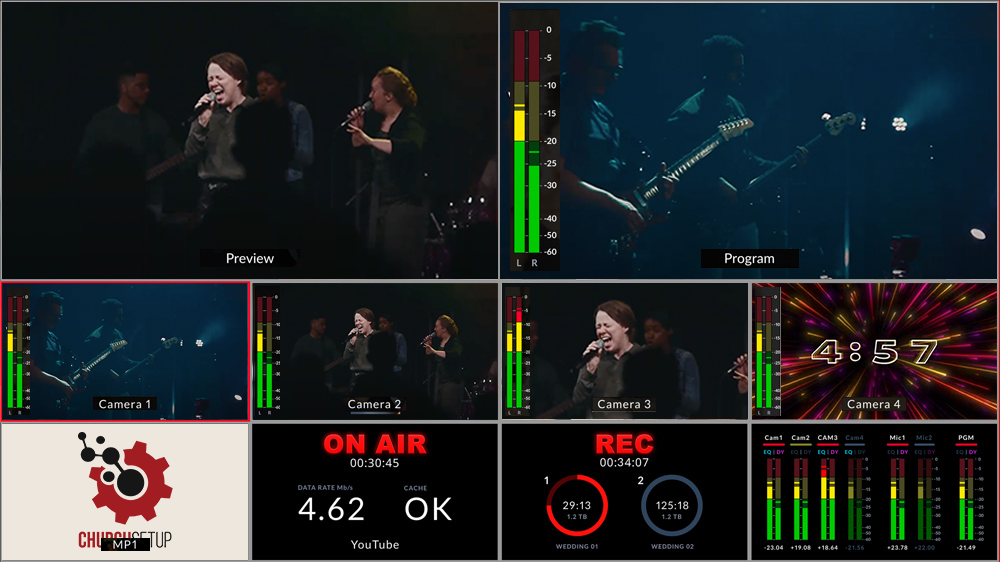 Preview
0
-5
-10
-15
-20
-25
-30
-40
-50
-60
L R
Program
Camera 1
Camera 2
Camera 3
4:57
Camera 4
CHURCHSETUP
MP1
ON AIR
00:30:45
DATA RATE Mb/s
4.62
CACHE
OK
YouTube
REC
00:34:07
1
29:13
1.2 TB
WEDDING 01
2
125:18
1.2 TB
WEDDING 02
Cam1 Cam2 CAM3 Cam4 Mic1 Mic2 PGM
EQ | DY EQ | DY EQ | DY EQ | DY EQ | DY EQ | DY
-23.04 +19.08 +18.64 -21.56 +23.78 +22.00 -21.49